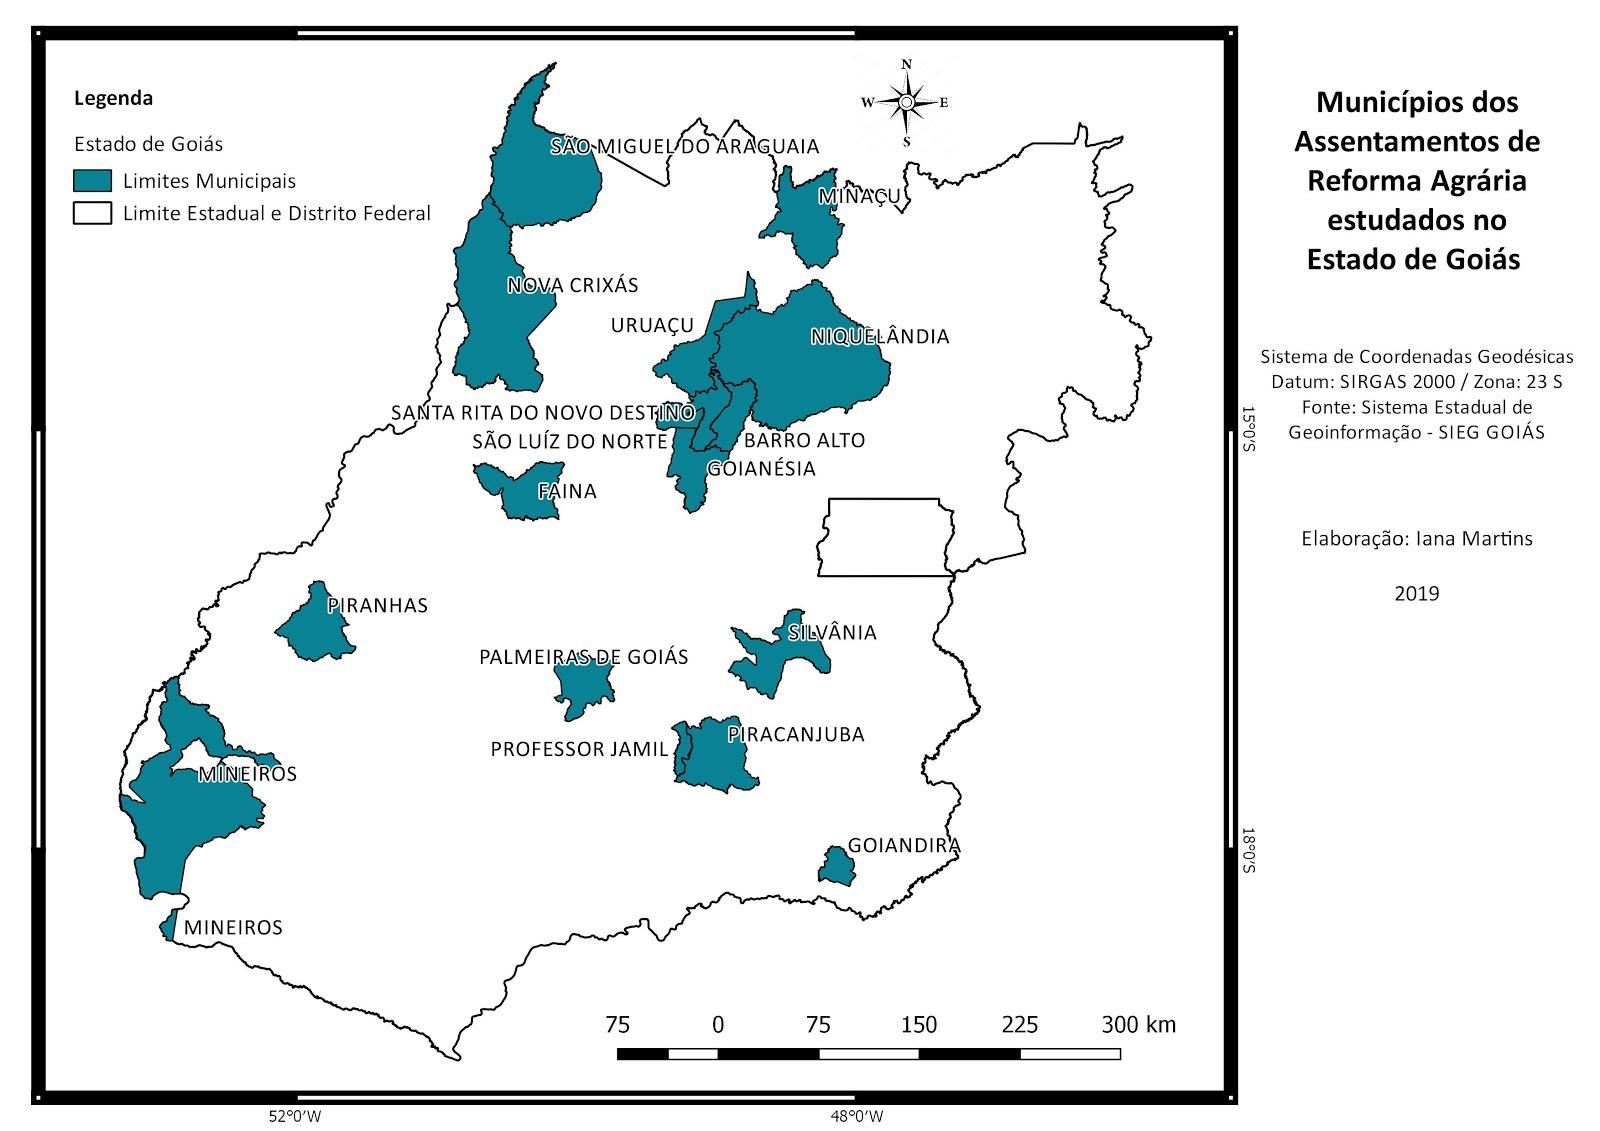 Legenda
Estado de Goiás
Limites Municipais
Limite Estadual e Distrito Federal
N
W
E
S
SÃO MIGUEL DO ARAGUAIA
MINAÇU
NOVA CRIXÁS
URUAÇU
NIQUELÂNDIA
SANTA RITA DO NOVO DESTINO
SÃO LUÍZ DO NORTE
BARRO ALTO
GOIANÉSIA
FAINA
PIRANHAS
SILVÂNIA
PALMEIRAS DE GOIÁS
PIRACANJUBA
PROFESSOR JAMIL
MINEIROS
GOIANDIRA
MINEIROS
75 0 75 150 225 300 km
52°0'W
48°0'W
15°0'S
18°0'S
Municípios dos
Assentamentos de
Reforma Agrária
estudados no
Estado de Goiás
Sistema de Coordenadas Geodésicas
Datum: SIRGAS 2000 / Zona: 23 S
Fonte: Sistema Estadual de
Geoinformação - SIEG GOIÁS
Elaboração: Iana Martins
2019